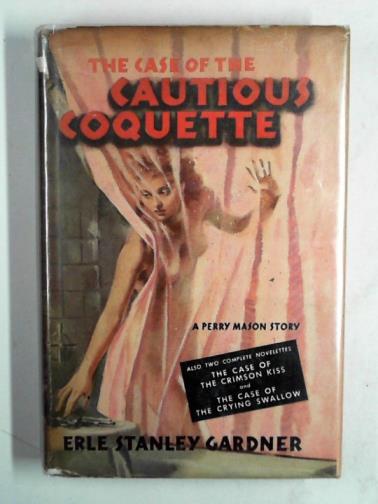 THE CASE OF THE
CAUTIOUS
COQUETTE
A PERRY MASON STORY
ALSO TWO COMPLETE NOVELETTES
THE CASE OF
THE CRIMSON KISS
and
THE CASE OF
THE CRYING SWALLOW
ERLE STANLEY GARDNER